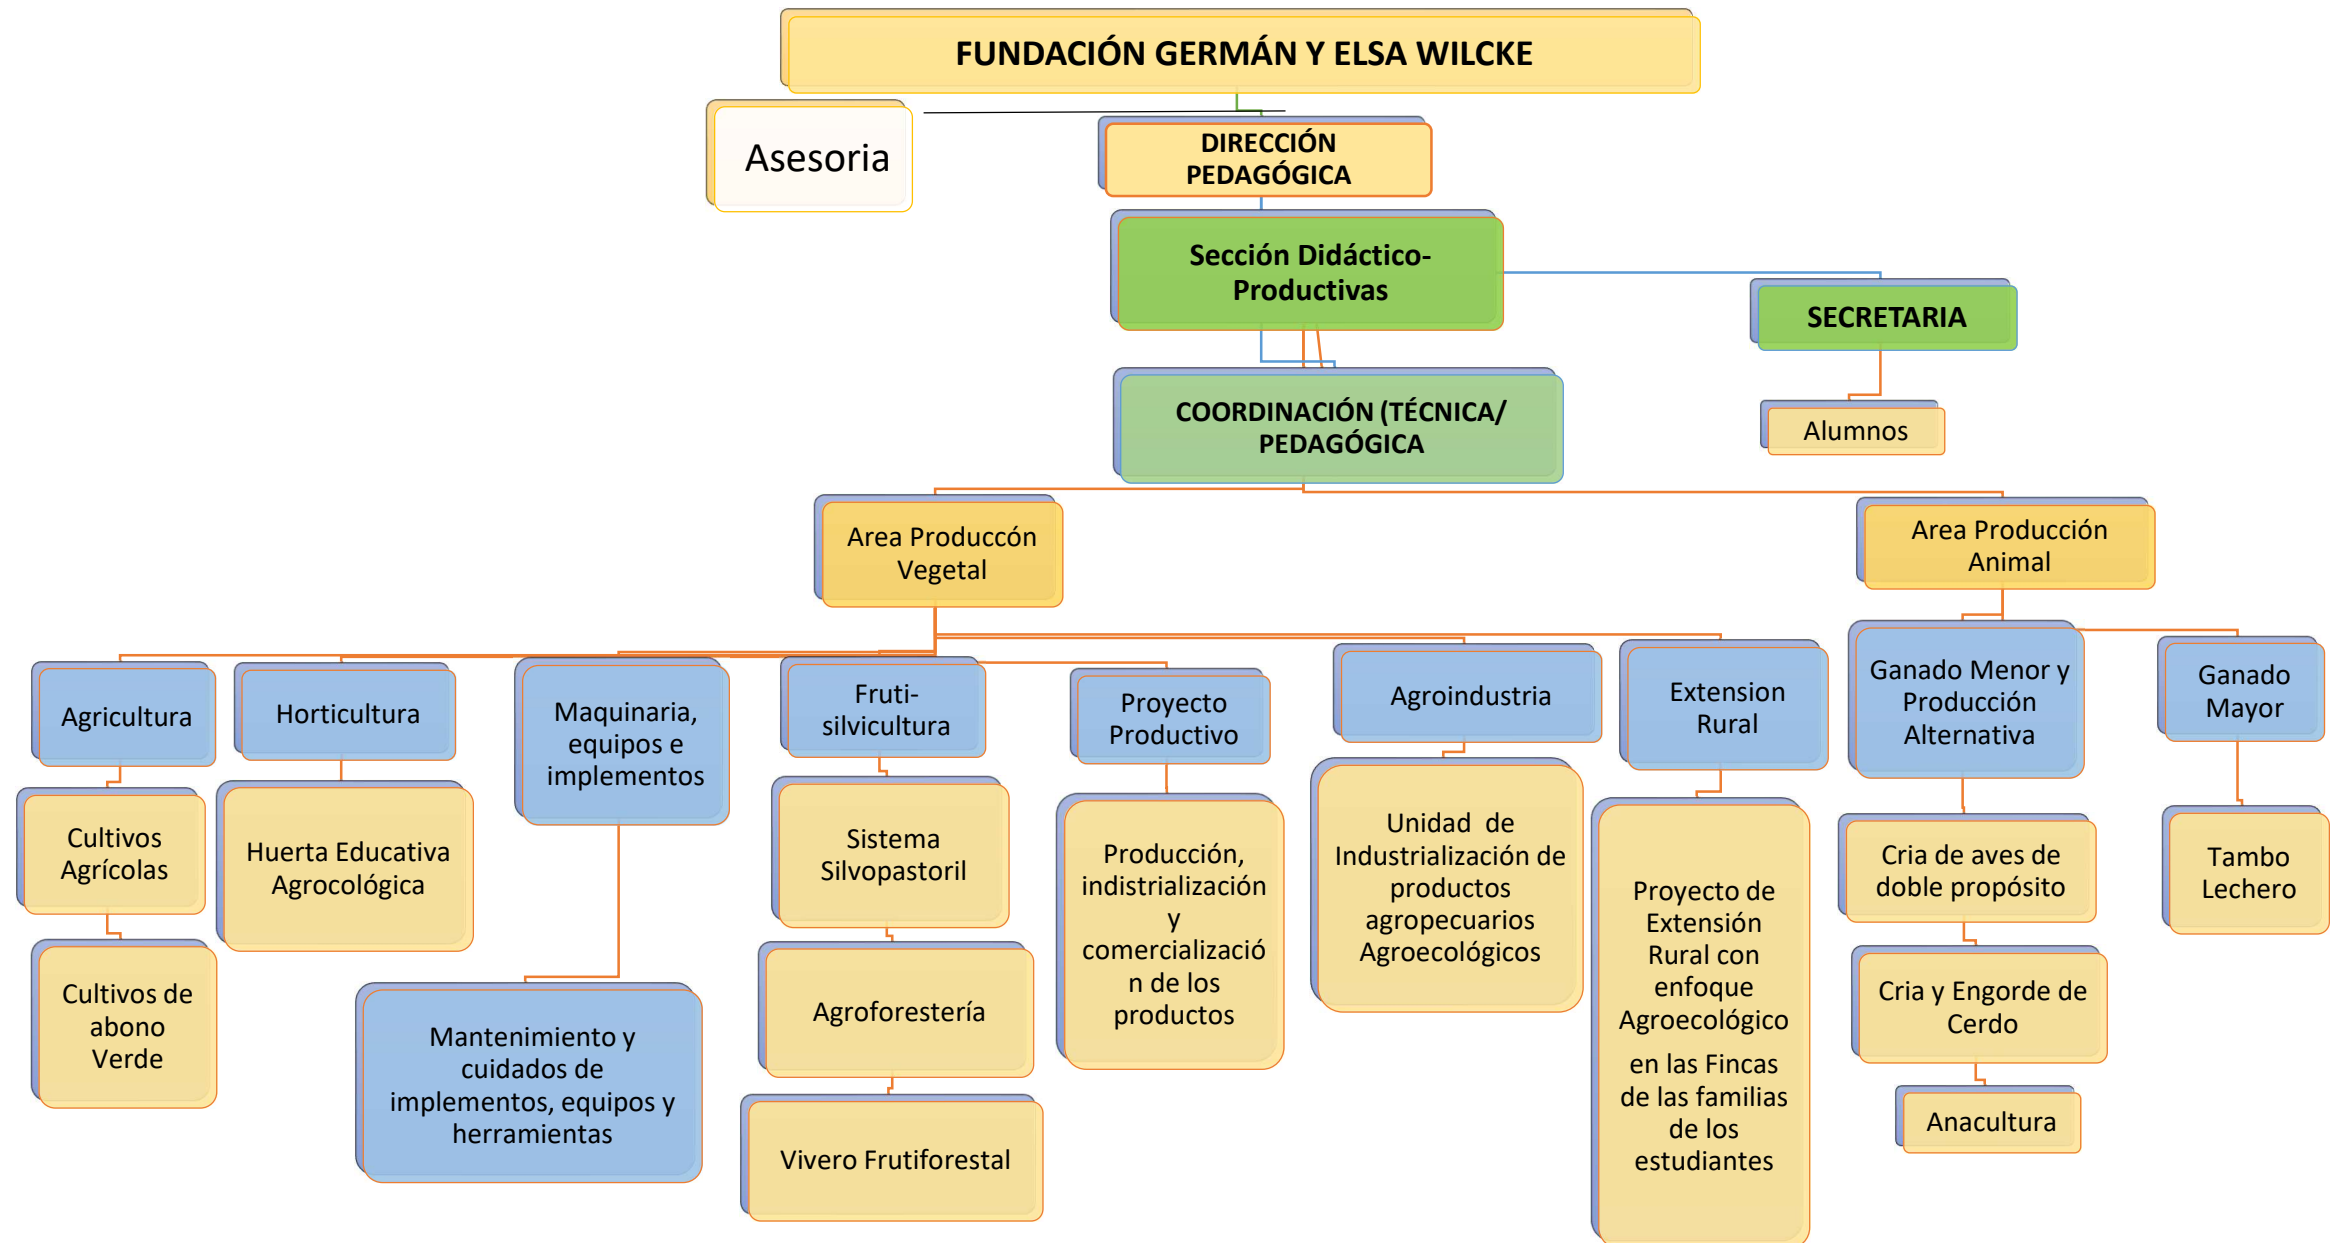 FUNDACIÓN GERMÁN Y ELSA WILCKE
Asesoria
DIRECCIÓN
PEDAGÓGICA
Sección Didáctico-
Productivas
SECRETARIA
Alumnos
COORDINACIÓN (TÉCNICA/
PEDAGÓGICA
Area Produccón
Vegetal
Area Producción
Animal
Agricultura
Horticultura
Maquinaria,
equipos e
implementos
Fruti-
silvicultura
Proyecto
Productivo
Agroindustria
Extension
Rural
Ganado Menor y
Producción
Alternativa
Ganado
Mayor
Cultivos
Agrícolas
Huerta Educativa
Agrocológica
Sistema
Silvopastoril
Producción,
indistrialización
y
comercializació
n de los
productos
Unidad  de
Industrialización de
productos
agropecuarios
Agroecológicos
Proyecto de
Extensión
Rural con
enfoque
Agroecológico
en las Fincas
de las familias
de los
estudiantes
Cria de aves de
doble propósito
Tambo
Lechero
Cultivos de
abono
Verde
Mantenimiento y
cuidados de
implementos, equipos y
herramientas
Agroforestería
Cria y Engorde de
Cerdo
Vivero Frutiforestal
Anacultura